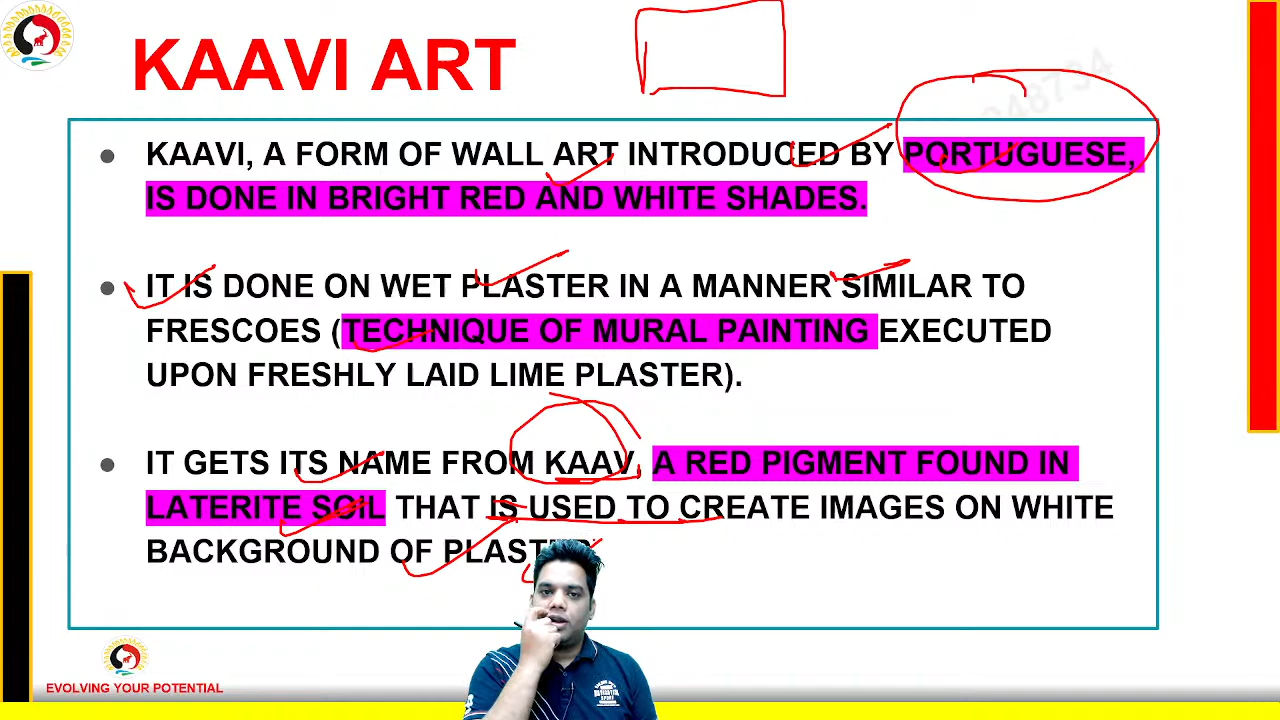 KAAVI ART
KAAVI, A FORM OF WALL ART INTRODUCED BY PORTUGUESE,
IS DONE IN BRIGHT RED AND WHITE SHADES.
IT IS DONE ON WET PLASTER IN A MANNER SIMILAR TO
FRESCOES (TECHNIQUE OF MURAL PAINTING EXECUTED
UPON FRESHLY LAID LIME PLASTER).
IT GETS ITS NAME FROM KAAV, A RED PIGMENT FOUND IN
LATERITE SOIL THAT IS USED TO CREATE IMAGES ON WHITE
BACKGROUND OF PLASTER
EVOLVING YOUR POTENTIAL